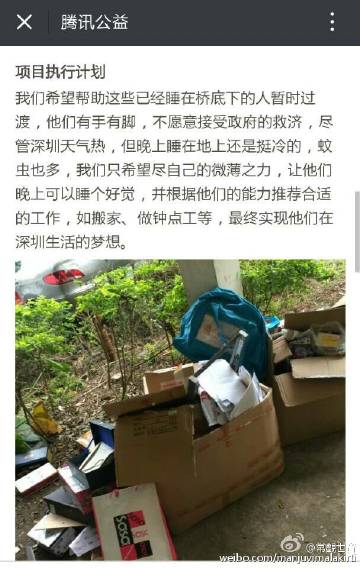 腾讯公益
项目执行计划
我们希望帮助这些已经睡在桥底下的人暂时过
渡，他们有手有脚，不愿意接受政府的救济，尽
管深圳天气热，但晚上睡在地上还是挺冷的，蚊
虫也多，我们只希望尽自己的微薄之力，让他们
晚上可以睡个好觉，并根据他们的能力推荐合适
的工作，如搬家、做钟点工等，最终实现他们在
深圳生活的梦想。
weibo.com/manjuvimalakirti